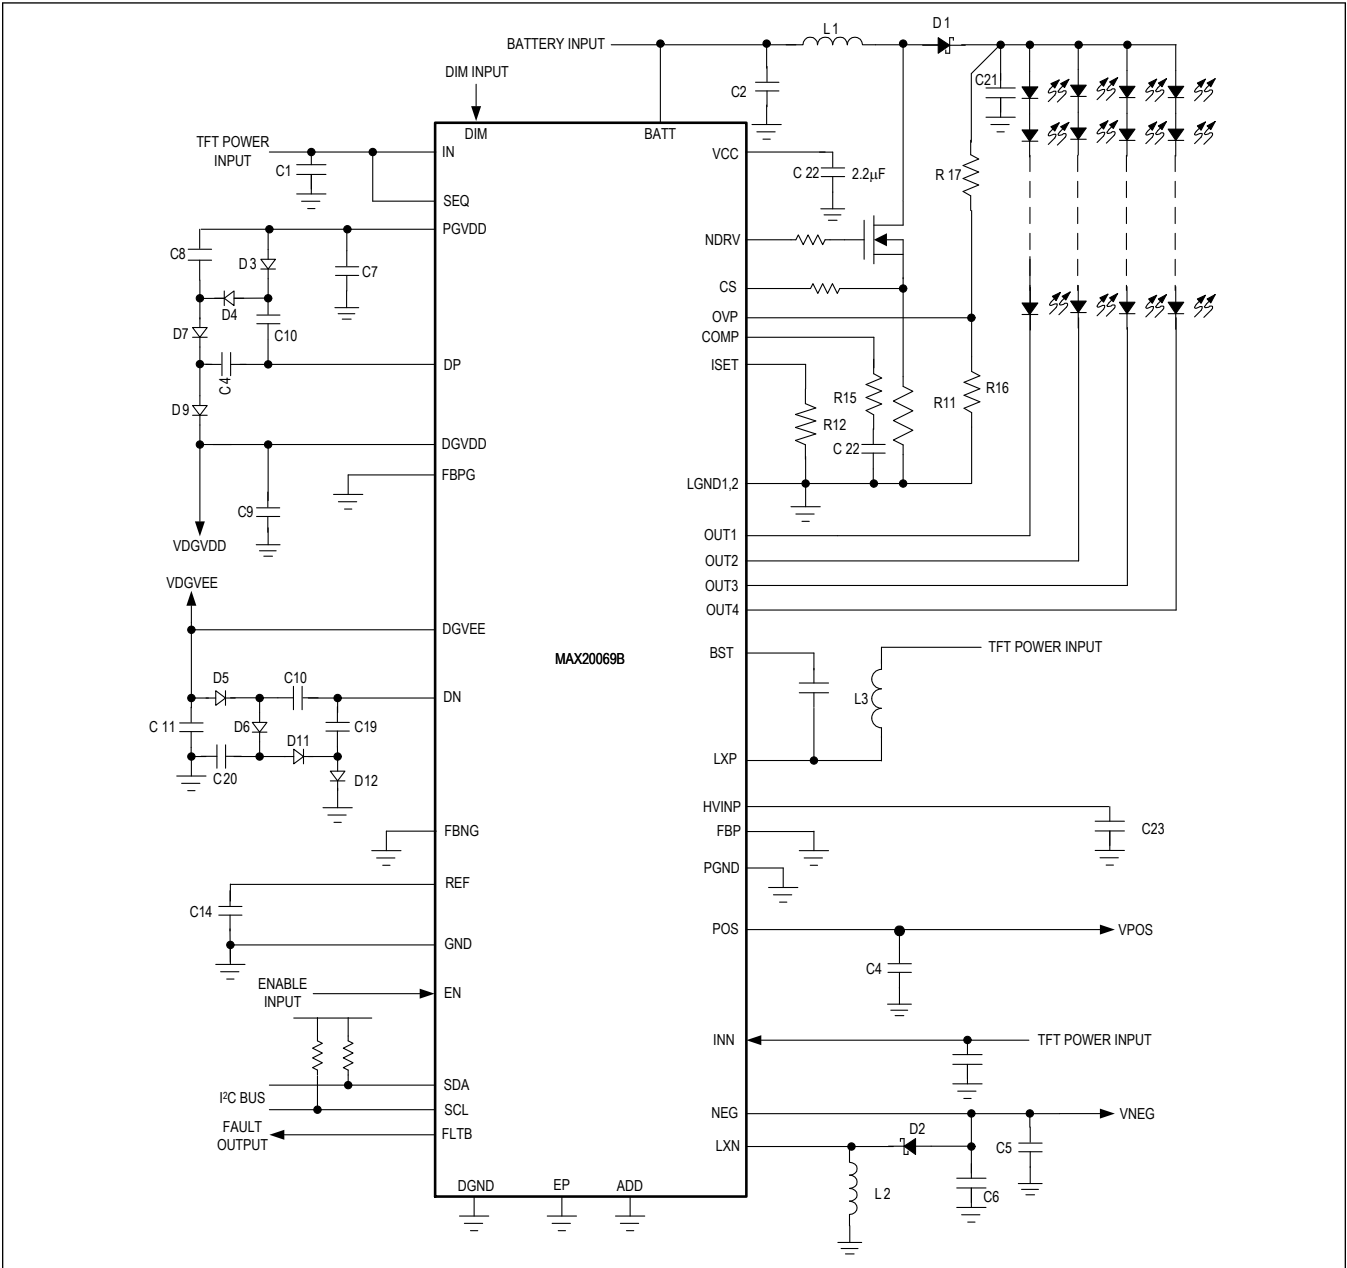 L1
D1
BATTERY INPUT
DIM INPUT
C2
C21
DIM
BATT
TFT POWER
INPUT
IN
C1
VCC
C 22
2.2μF
R 17
SEQ
PGVDD
C8
D3
C7
NDRV
D4
CS
D7
C10
OVP
COMP
C4
DP
ISET
D9
R15
R12
R11
R16
C 22
DGVDD
FBPG
LGND1,2
C9
VDGVDD
OUT1
OUT2
VDGVEE
OUT3
OUT4
DGVEE
MAX20069B
BST
TFT POWER INPUT
D5
C10
DN
L3
C 11
D6
C19
D11
C20
D12
LXP
HVINP
FBNG
FBP
C23
PGND
REF
C14
GND
POS
VPOS
C4
ENABLE
INPUT
EN
INN
TFT POWER INPUT
SDA
I²C BUS
SCL
NEG
VNEG
FAULT
OUTPUT
FLTB
D2
LXN
C5
DGND
EP
ADD
L2
C6